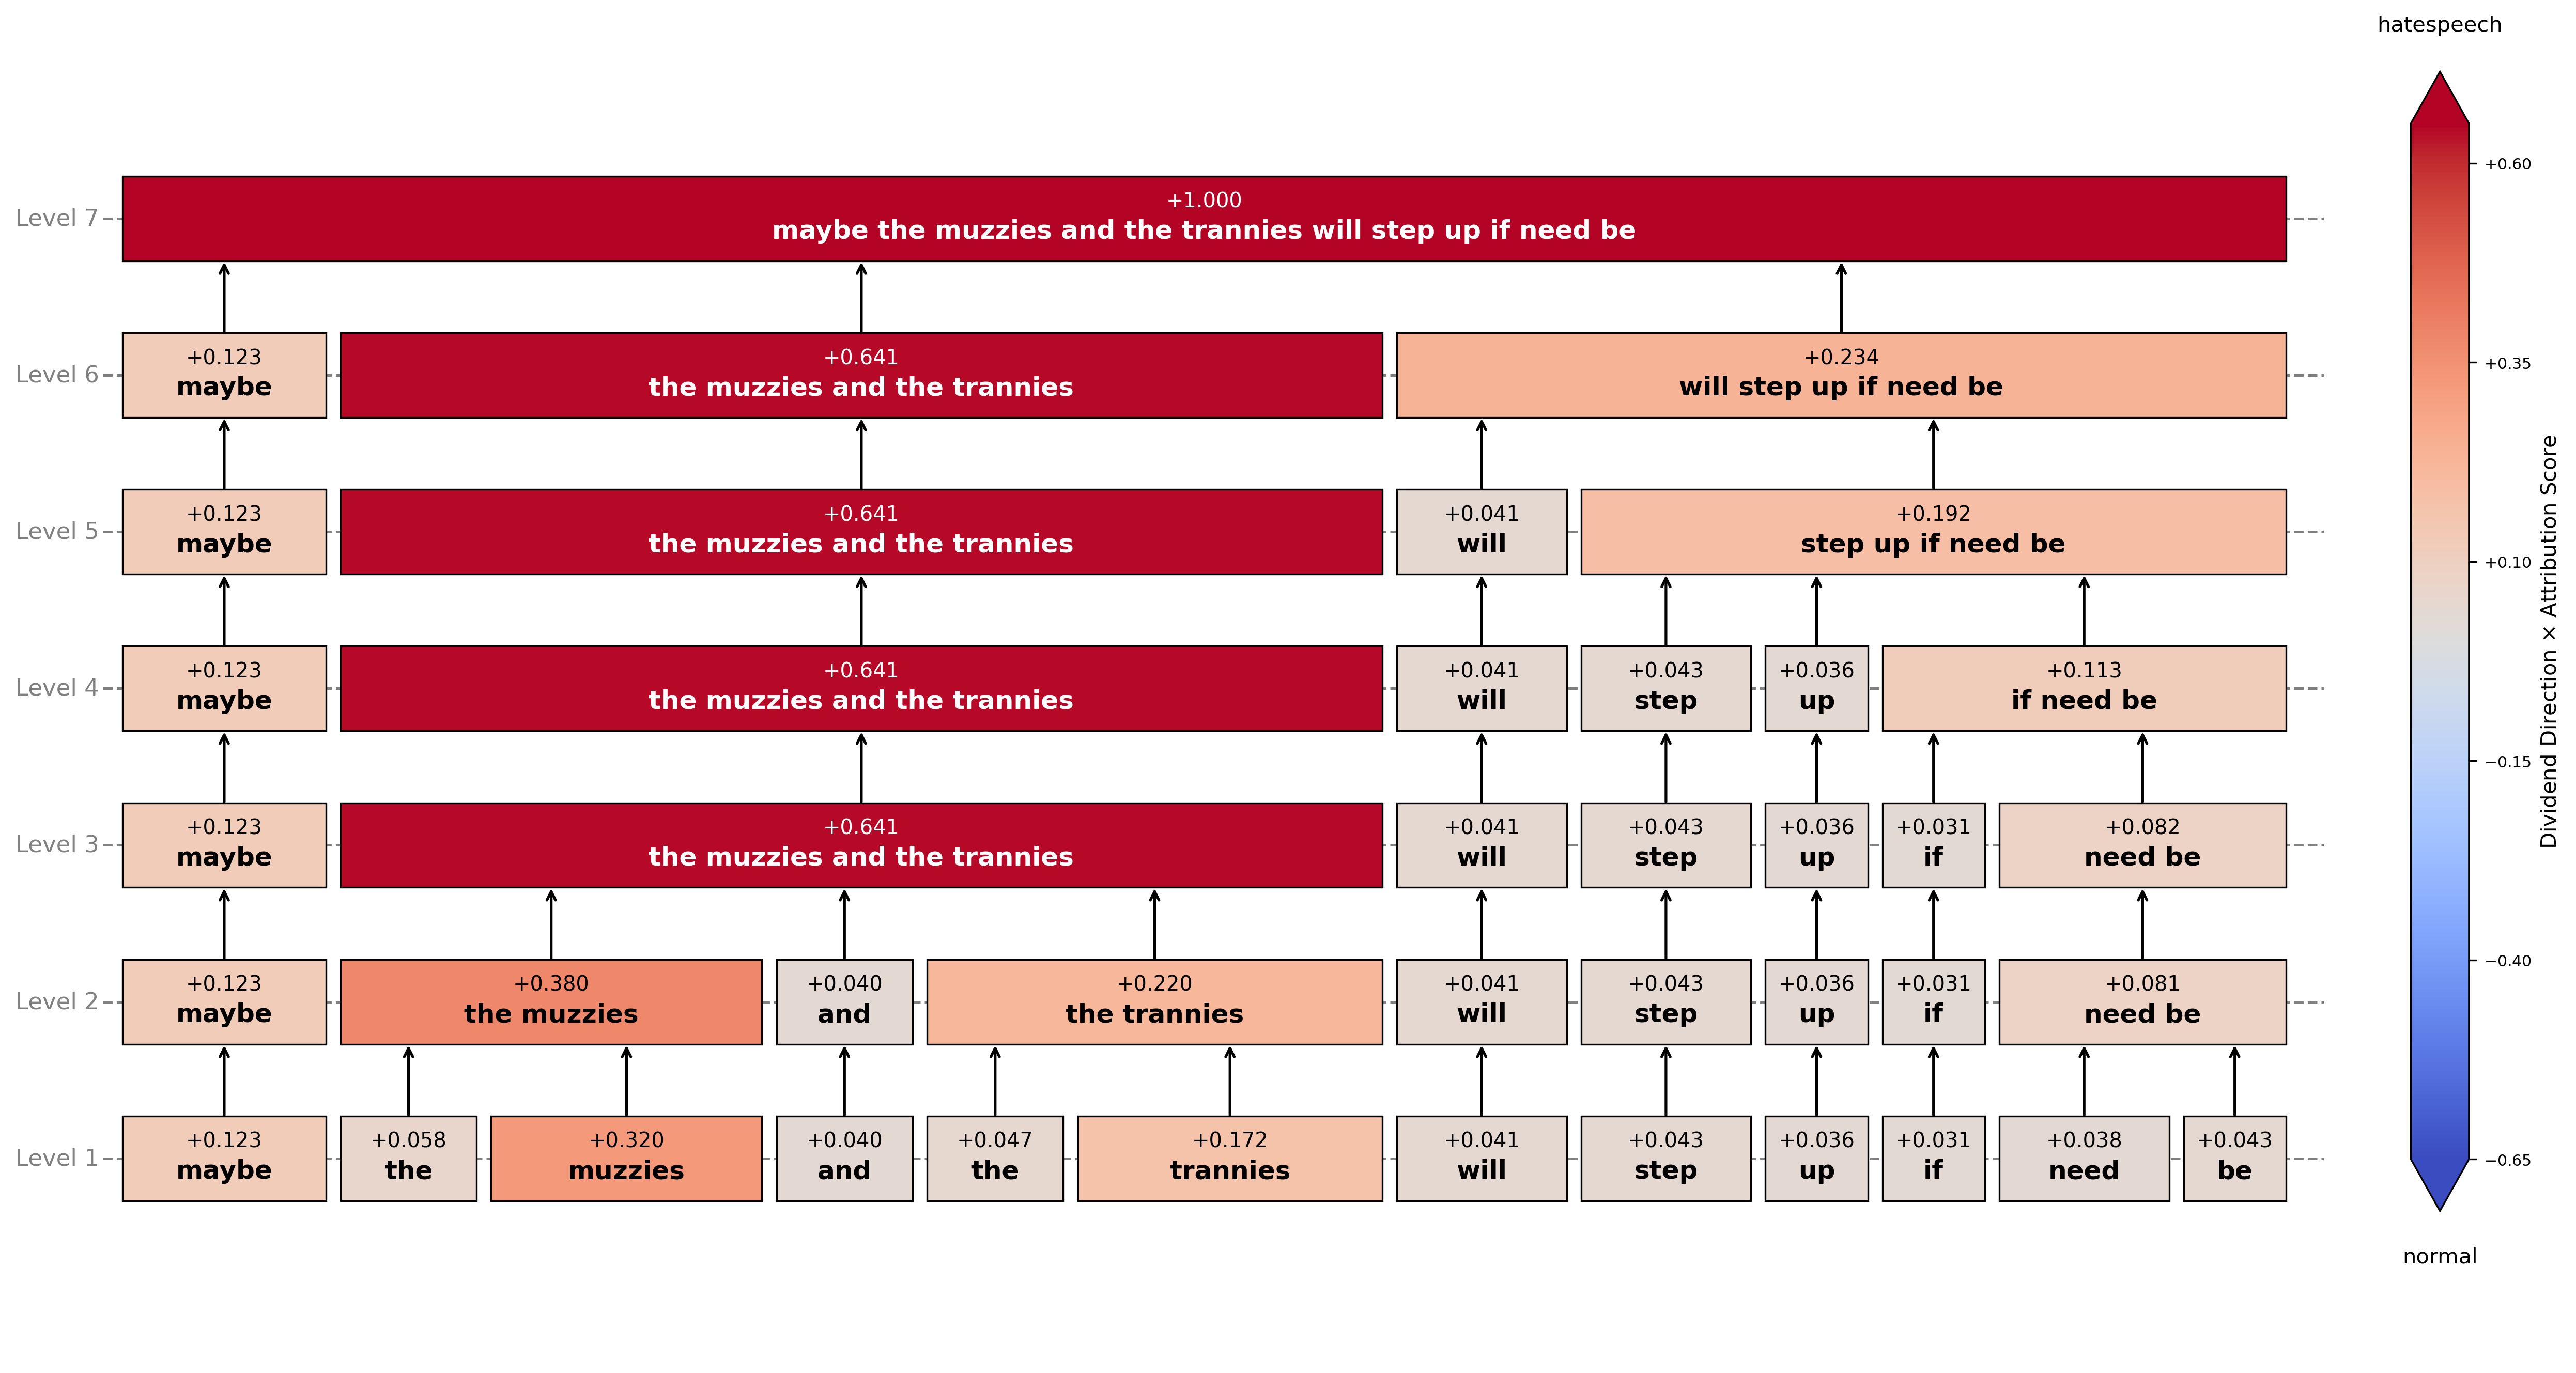 hatespeech
Level 7
+1.000
maybe the muzzies and the trannies will step up if need be
Level 6
+0.123
maybe
+0.641
the muzzies and the trannies
+0.234
will step up if need be
Level 5
+0.123
maybe
+0.641
the muzzies and the trannies
+0.041
will
+0.192
step up if need be
Level 4
+0.123
maybe
+0.641
the muzzies and the trannies
+0.041
will
+0.043
step
+0.036
up
+0.113
if need be
Level 3
+0.123
maybe
+0.641
the muzzies and the trannies
+0.041
will
+0.043
step
+0.036
up
+0.031
if
+0.082
need be
Level 2
+0.123
maybe
+0.380
the muzzies
+0.040
and
+0.220
the trannies
+0.041
will
+0.043
step
+0.036
up
+0.031
if
+0.081
need be
Level 1
+0.123
maybe
+0.058
the
+0.320
muzzies
+0.040
and
+0.047
the
+0.172
trannies
+0.041
will
+0.043
step
+0.036
up
+0.031
if
+0.038
need
+0.043
be
+0.60
+0.35
+0.10
−0.15
−0.40
−0.65
Dividend Direction × Attribution Score
normal